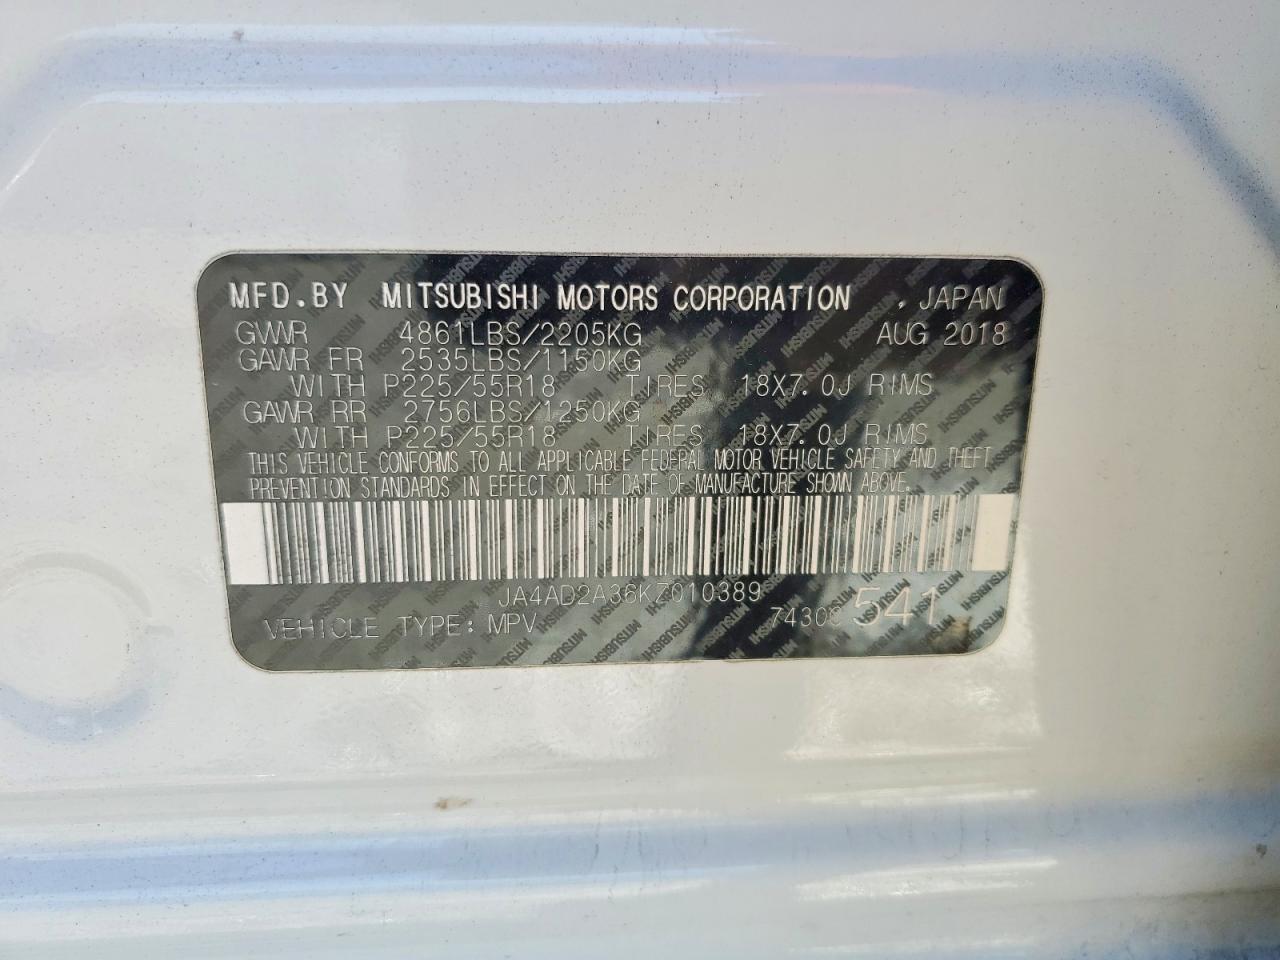 MFD.BY MITSUBISHI MOTORS CORPORATION , JAPAN
GVWR 4861LBS/2205KG AUG 2018
GAWR FR 2535LBS/1150KG
WITH P225/55R18 TIRES 18X7.0J RIMS
GAWR RR 2756LBS/1250KG
WITH P225/55R18 TIRES 18X7.0J RIMS
THIS VEHICLE CONFORMS TO ALL APPLICABLE FEDERAL MOTOR VEHICLE SAFETY AND THEFT
PREVENTION STANDARDS IN EFFECT ON THE DATE OF MANUFACTURE SHOWN ABOVE.
JA4AD2A36KZ010389
VEHICLE TYPE: MPV 541